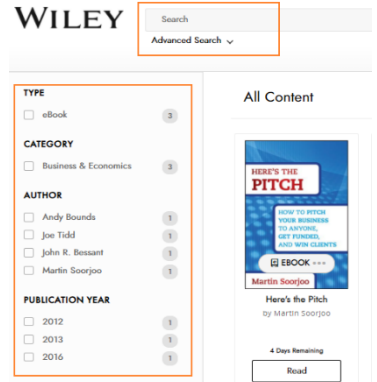 WILEY
Search
Advanced Search
TYPE
eBook 3
CATEGORY
Business & Economics 3
AUTHOR
Andy Bounds 1
Joe Tidd 1
John R. Bessant 1
Martin Soorjoo 1
PUBLICATION YEAR
2012 1
2013 1
2016 1
All Content
HERE'S THE
PITCH
HOW TO PITCH
YOUR BUSINESS
TO ANYONE,
GET FUNDED,
AND WIN CLIENTS
EBOOK
Martin Soorjoo
Here's the Pitch
by Martin Soorjoo
4 Days Remaining
Read